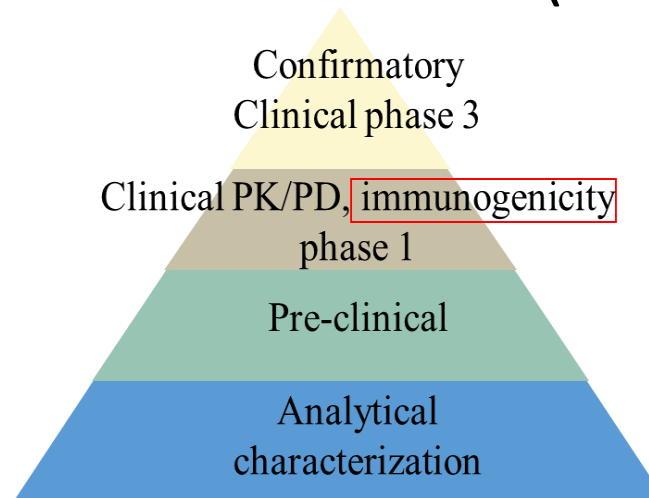 Confirmatory
Clinical phase 3
Clinical PK/PD, immunogenicity
phase 1
Pre-clinical
Analytical
characterization